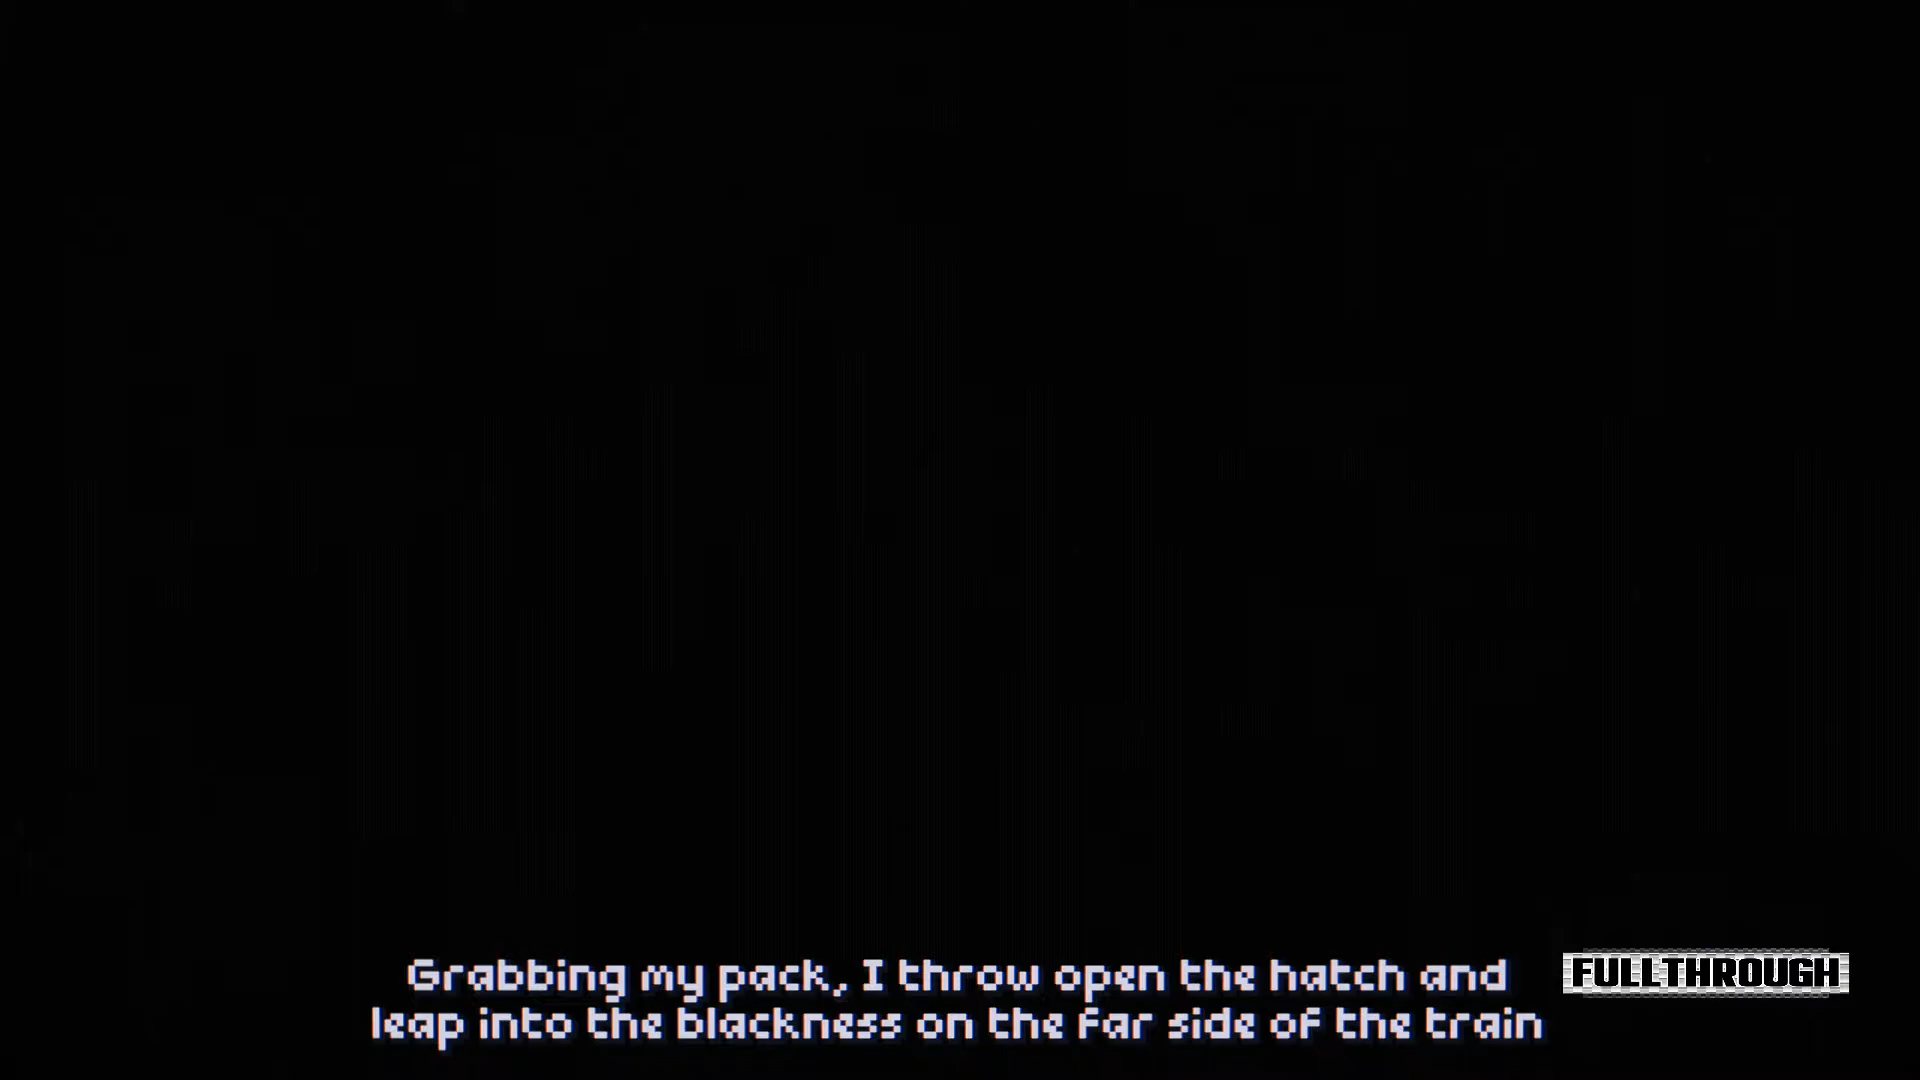 Grabbing my pack, I throw open the hatch and
leap into the blackness on the far side of the train
FULLTHROUGH